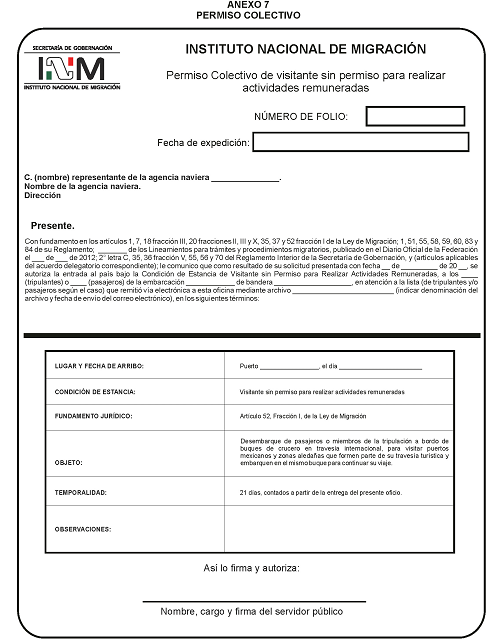 ANEXO 7
PERMISO COLECTIVO
SECRETARÍA DE GOBERNACIÓN
INM
INSTITUTO NACIONAL DE MIGRACIÓN
INSTITUTO NACIONAL DE MIGRACIÓN
Permiso Colectivo de visitante sin permiso para realizar
actividades remuneradas
NÚMERO DE FOLIO:
Fecha de expedición:
C. (nombre) representante de la agencia naviera _______________.
Nombre de la agencia naviera.
Dirección
Presente.
Con fundamento en los artículos 1, 7, 18 fracción III, 20 fracciones II, III y X, 35, 37 y 52 fracción I de la Ley de Migración; 1, 51, 55, 58, 59, 60, 83 y
84 de su Reglamento; ________ de los Lineamientos para trámites y procedimientos migratorios, publicado en el Diario Oficial de la Federación
el ___ de ___ de 2012; 2° letra C, 35, 36 fracción V, 55, 56 y 70 del Reglamento Interior de la Secretaría de Gobernación, y (artículos aplicables
del acuerdo delegatorio correspondiente); le comunico que como resultado de su solicitud presentada con fecha __ de __________ de 20 __, se
autoriza la entrada al país bajo la Condición de Estancia de Visitante sin Permiso para Realizar Actividades Remuneradas, a los _____
(tripulantes) o _____ (pasajeros) de la embarcación ______________ de bandera ______________, en atención a la lista (de tripulantes y/o
pasajeros según el caso) que remitió vía electrónica a esta oficina mediante archivo ______________________ (indicar denominación del
archivo y fecha de envío del correo electrónico), en los siguientes términos:
LUGAR Y FECHA DE ARRIBO: Puerto _________________, el día ________________________
CONDICIÓN DE ESTANCIA: Visitante sin permiso para realizar actividades remuneradas
FUNDAMENTO JURÍDICO: Artículo 52, Fracción I, de la Ley de Migración
OBJETO:
Desembarque de pasajeros o miembros de la tripulación a bordo de
buques de crucero en travesía internacional, para visitar puertos
mexicanos y zonas aledañas que formen parte de su travesía turística y
embarquen en el mismo buque para continuar su viaje.
TEMPORALIDAD: 21 días, contados a partir de la entrega del presente oficio.
OBSERVACIONES:
Así lo firma y autoriza:
Nombre, cargo y firma del servidor público